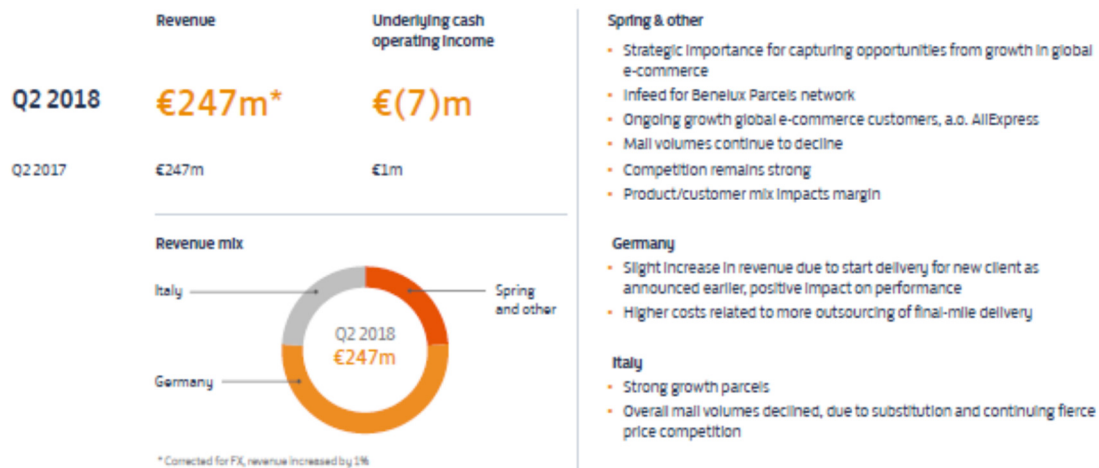 Revenue
Underlying cash
operating income
Q2 2018
€247m*
€(7)m
Q2 2017
€247m
€1m
Revenue mix
Italy
Spring
and other
Q2 2018
€247m
Germany
* Corrected for FX, revenue increased by 1%
Spring & other
• Strategic importance for capturing opportunities from growth in global
e-commerce
• Infeed for Benelux Parcels network
• Ongoing growth global e-commerce customers, a.o. AliExpress
• Mail volumes continue to decline
• Competition remains strong
• Product/customer mix impacts margin
Germany
• Slight increase in revenue due to start delivery for new client as
announced earlier, positive impact on performance
• Higher costs related to more outsourcing of final-mile delivery
Italy
• Strong growth parcels
• Overall mail volumes declined, due to substitution and continuing fierce
price competition